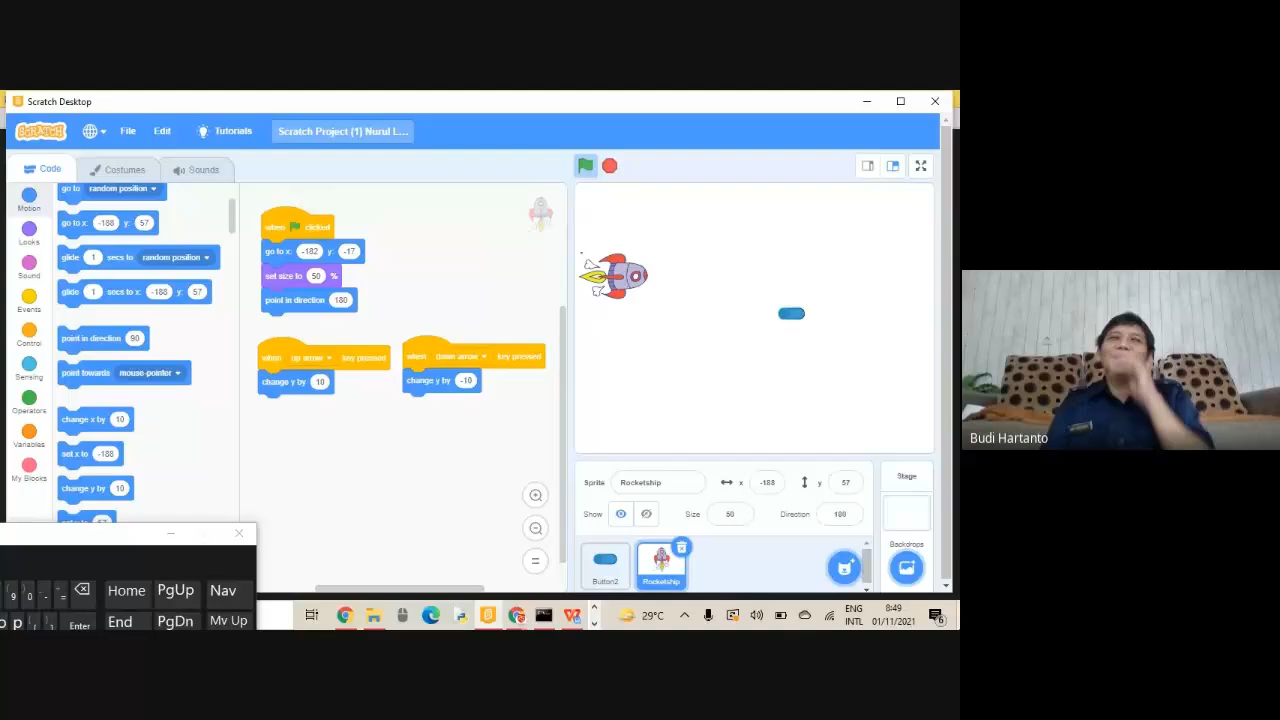 Scratch Desktop
SCRATCH
File Edit Tutorials Scratch Project (1) Nurul L...
Code Costumes Sounds
Motion
Looks
Sound
Events
Control
Sensing
Operators
Variables
My Blocks
go to random position
go to x: -188 y: 57
glide 1 secs to random position
glide 1 secs to x: -188 y: 57
point in direction 90
point towards mouse-pointer
change x by 10
set x to -188
change y by 10
when clicked
go to x: -182 y: -17
set size to 50 %
point in direction 180
when up arrow key pressed
change y by 10
when down arrow key pressed
change y by -10
Sprite Rocketship x -188 y 57
Show Size 50 Direction 180
Button2
Rocketship
Stage
Backdrops
Home PgUp Nav
End PgDn Mv Up
9 0 - =
o p Enter
29°C
ENG
INTL
8:49
01/11/2021
6
Budi Hartanto